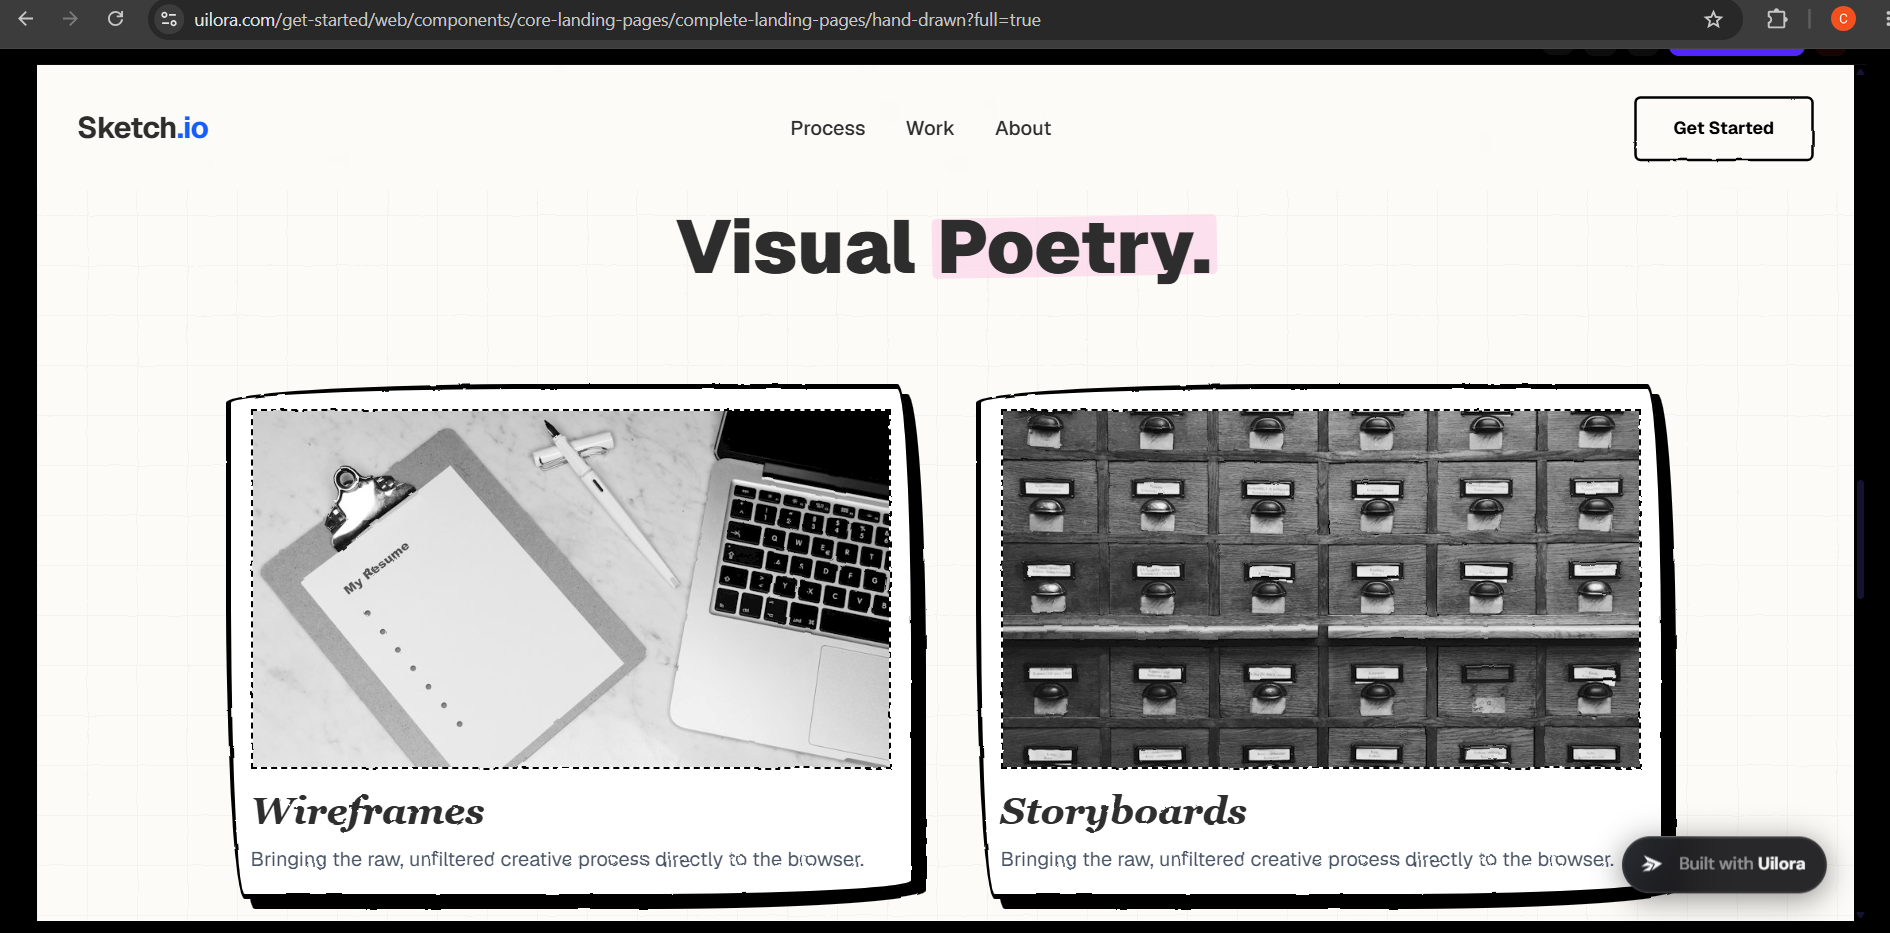 uilora.com/get-started/web/components/core-landing-pages/complete-landing-pages/hand-drawn?full=true
C
Sketch.io
Process Work About
Get Started
Visual Poetry.
My Resume
Wireframes
Bringing the raw, unfiltered creative process directly to the browser.
Storyboards
Bringing the raw, unfiltered creative process directly to the browser.
Built with Uilora